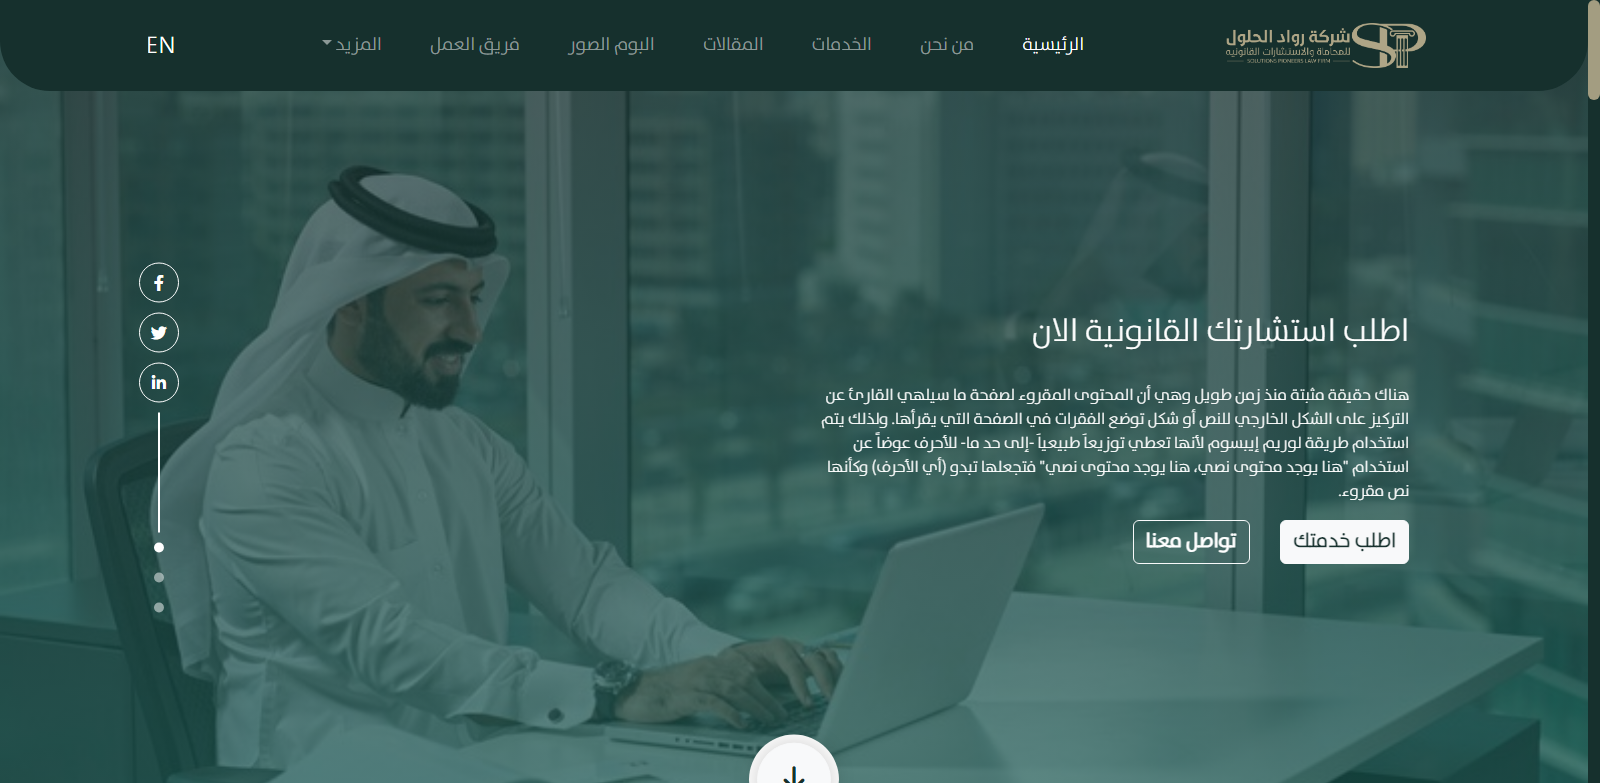 شركة رواد الحلول
للمحاماة والاستشارات القانونيه
SOLUTIONS PIONEERS LAW FIRM
SP
الرئيسية
من نحن
الخدمات
المقالات
البوم الصور
فريق العمل
المزيد
EN
اطلب استشارتك القانونية الان
هناك حقيقة مثبتة منذ زمن طويل وهي أن المحتوى المقروء لصفحة ما سيلهي القارئ عن
التركيز على الشكل الخارجي للنص أو شكل توضع الفقرات في الصفحة التي يقرأها. ولذلك يتم
استخدام طريقة لوريم إيبسوم لأنها تعطي توزيعاَ طبيعياَ -إلى حد ما- للأحرف عوضاً عن
استخدام "هنا يوجد محتوى نصي، هنا يوجد محتوى نصي" فتجعلها تبدو (أي الأحرف) وكأنها
نص مقروء.
اطلب خدمتك
تواصل معنا